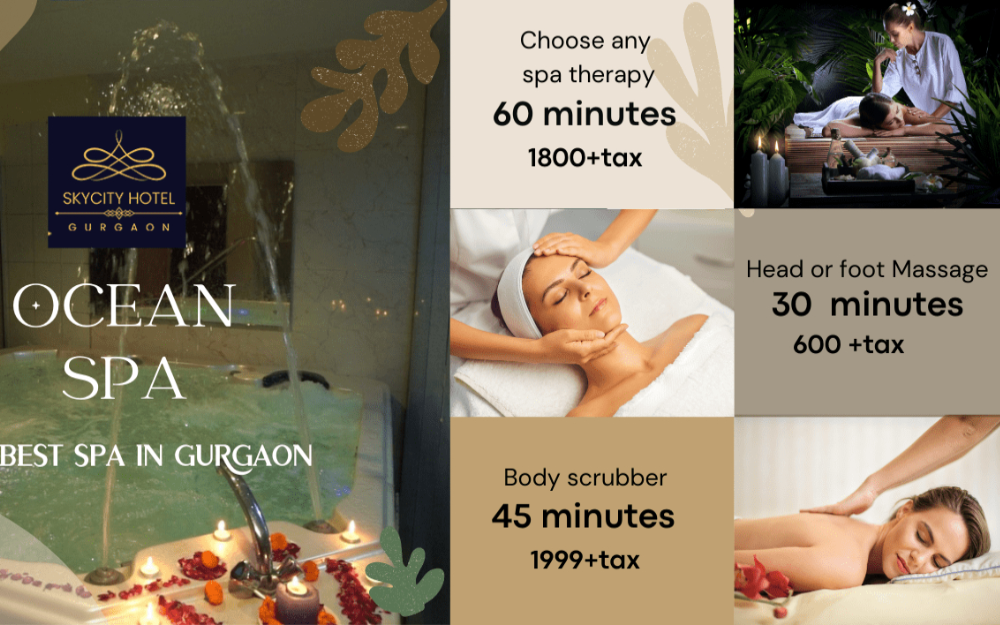 SKYCITY HOTEL
GURGAON
OCEAN
SPA
BEST SPA IN GURGAON
Choose any
spa therapy
60 minutes
1800+tax
Head or foot Massage
30 minutes
600 +tax
Body scrubber
45 minutes
1999+tax